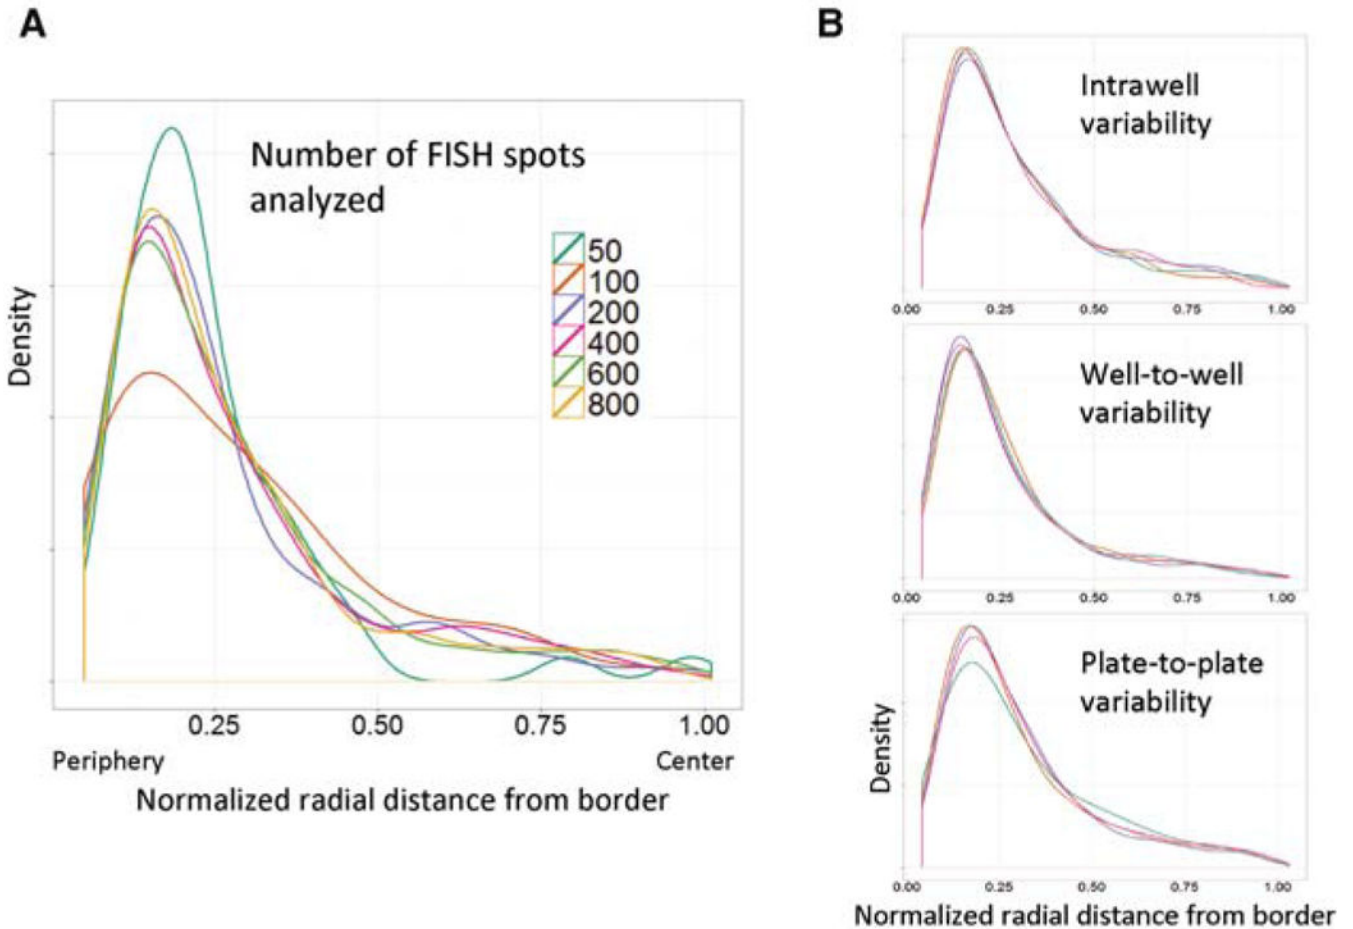 A
Number of FISH spots
analyzed
50
100
200
400
600
800
Density
0.25 0.50 0.75 1.00
Periphery Center
Normalized radial distance from border
B
Intrawell
variability
0.00 0.25 0.50 0.75 1.00
Well-to-well
variability
0.00 0.25 0.50 0.75 1.00
Plate-to-plate
variability
Density
0.00 0.25 0.50 0.75 1.00
Normalized radial distance from border